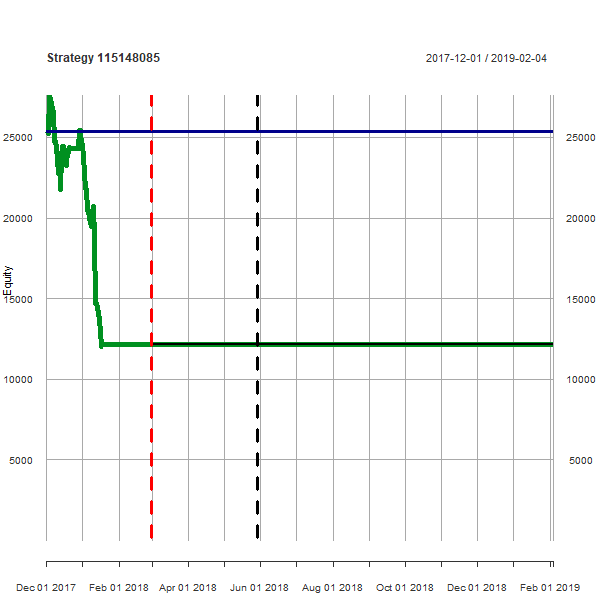 Strategy 115148085
2017-12-01 / 2019-02-04
25000
25000
20000
20000
Equity
15000
15000
10000
10000
5000
5000
Dec 01 2017
Feb 01 2018
Apr 01 2018
Jun 01 2018
Aug 01 2018
Oct 01 2018
Dec 01 2018
Feb 01 2019